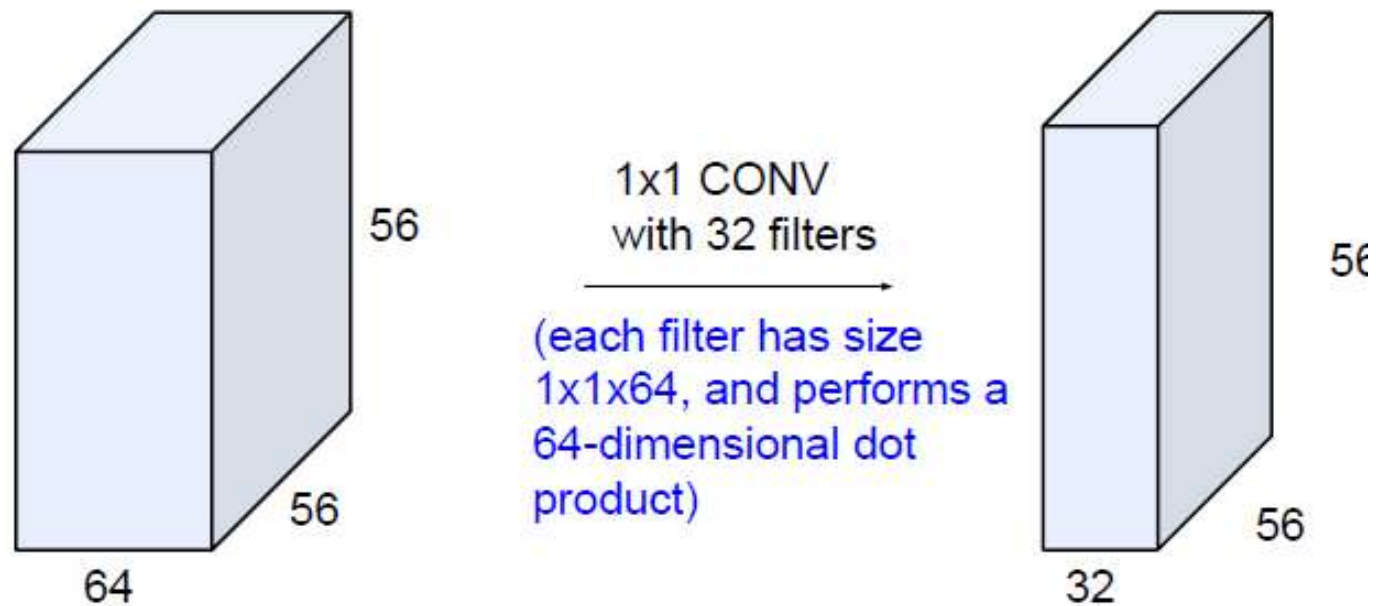 56
56
64
1x1 CONV
with 32 filters
(each filter has size
1x1x64, and performs a
64-dimensional dot
product)
56
56
32